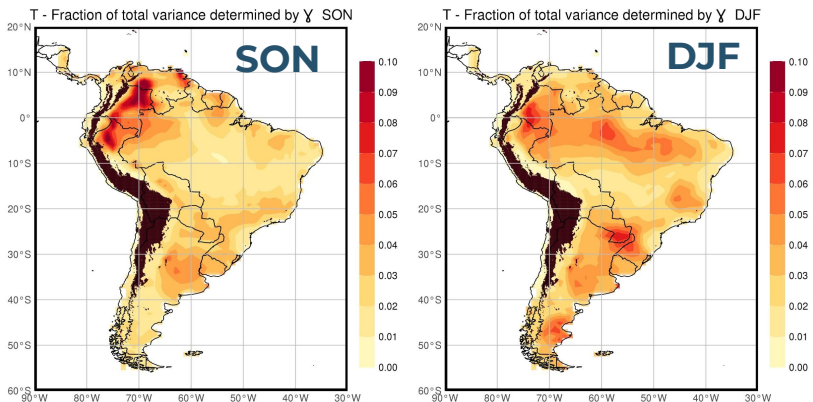 T - Fraction of total variance determined by Ɣ SON
SON
20°N
10°N
0°
10°S
20°S
30°S
40°S
50°S
60°S
90°W 80°W 70°W 60°W 50°W 40°W 30°W
0.10
0.09
0.08
0.07
0.06
0.05
0.04
0.03
0.02
0.01
0.00
T - Fraction of total variance determined by Ɣ DJF
DJF
20°N
10°N
0°
10°S
20°S
30°S
40°S
50°S
60°S
90°W 80°W 70°W 60°W 50°W 40°W 30°W
0.10
0.09
0.08
0.07
0.06
0.05
0.04
0.03
0.02
0.01
0.00